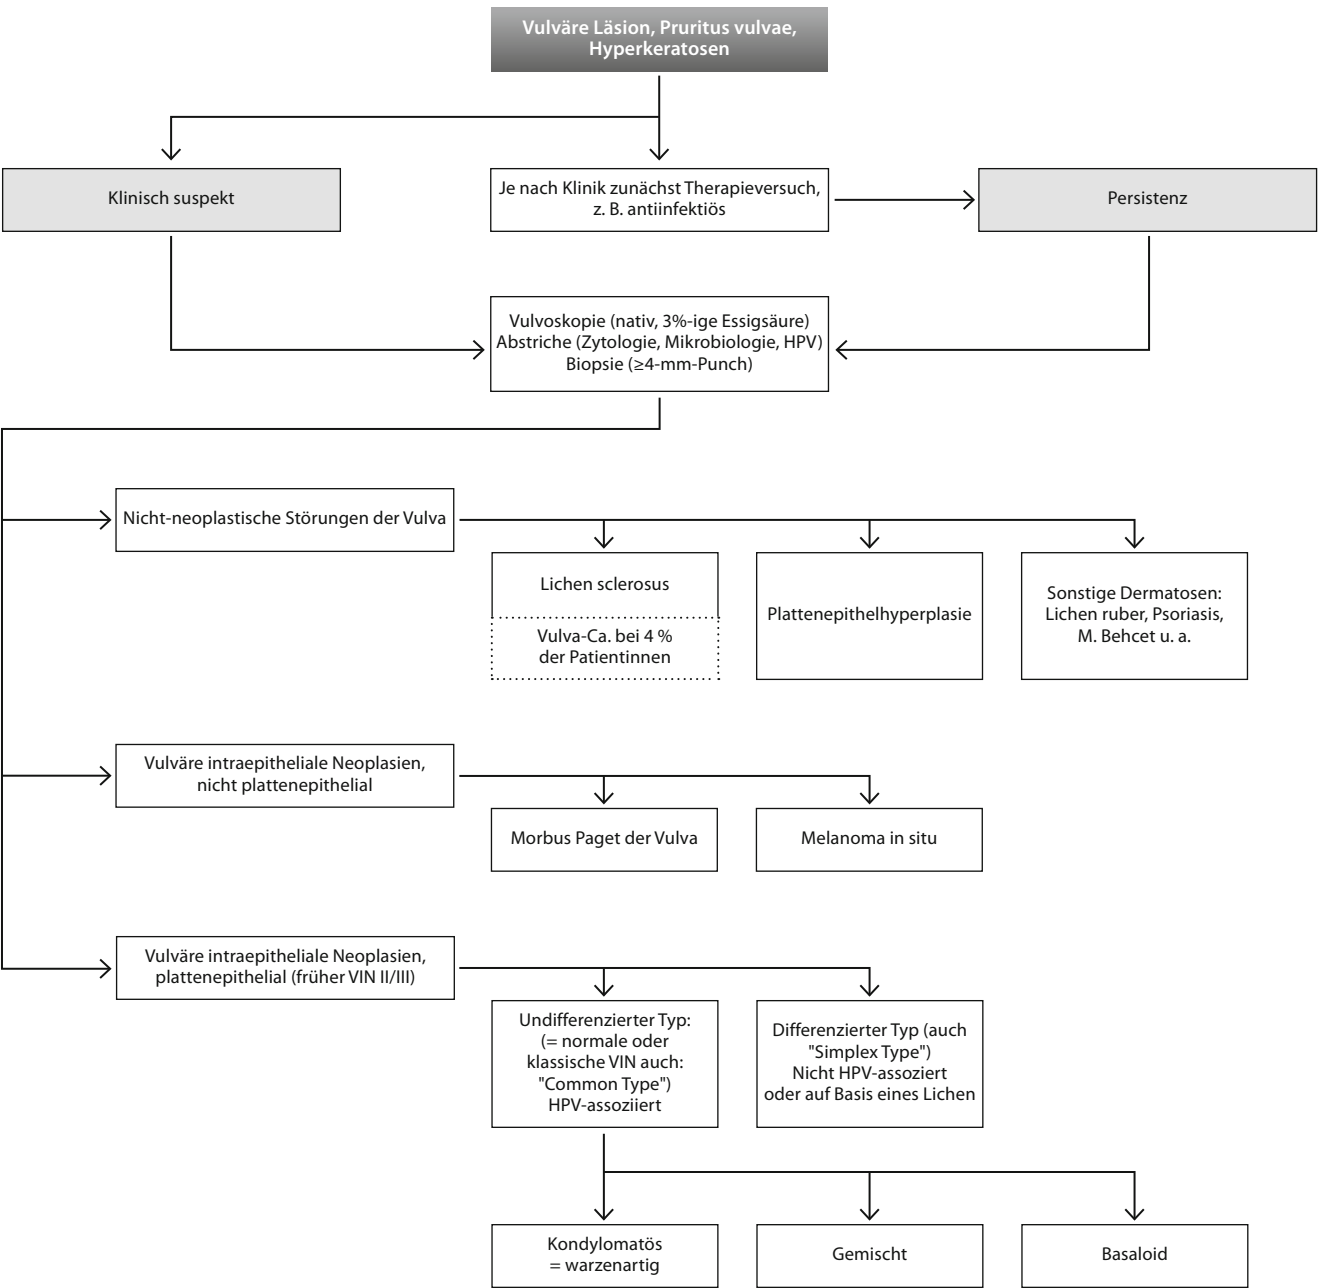 Vulväre Läsion, Pruritus vulvae,
Hyperkeratosen
Klinisch suspekt
Je nach Klinik zunächst Therapieversuch,
z. B. antiinfektiös
Persistenz
Vulvoskopie (nativ, 3%-ige Essigsäure)
Abstriche (Zytologie, Mikrobiologie, HPV)
Biopsie (≥4-mm-Punch)
Nicht-neoplastische Störungen der Vulva
Lichen sclerosus
Vulva-Ca. bei 4 %
der Patientinnen
Plattenepithelhyperplasie
Sonstige Dermatosen:
Lichen ruber, Psoriasis,
M. Behcet u. a.
Vulväre intraepitheliale Neoplasien,
nicht plattenepithelial
Morbus Paget der Vulva
Melanoma in situ
Vulväre intraepitheliale Neoplasien,
plattenepithelial (früher VIN II/III)
Undifferenzierter Typ:
(= normale oder
klassische VIN auch:
"Common Type")
HPV-assoziiert
Differenzierter Typ (auch
"Simplex Type")
Nicht HPV-assoziert
oder auf Basis eines Lichen
Kondylomatös
= warzenartig
Gemischt
Basaloid